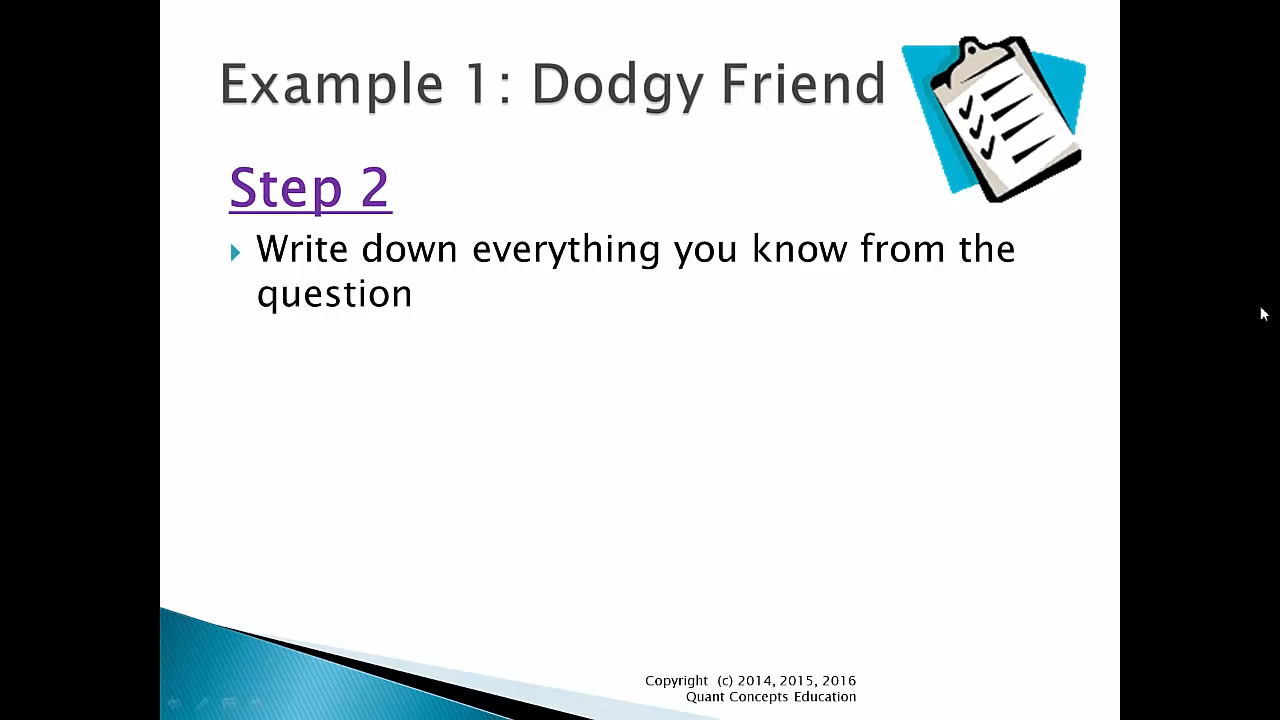 Example 1: Dodgy Friend
Step 2
Write down everything you know from the
question
Copyright (c) 2014, 2015, 2016
Quant Concepts Education